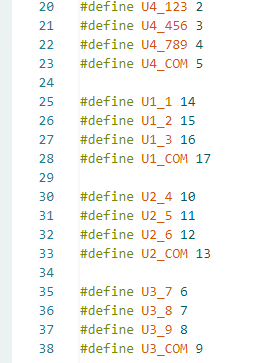 20 #define U4_123 2
21 #define U4_456 3
22 #define U4_789 4
23 #define U4_COM 5
24
25 #define U1_1 14
26 #define U1_2 15
27 #define U1_3 16
28 #define U1_COM 17
29
30 #define U2_4 10
31 #define U2_5 11
32 #define U2_6 12
33 #define U2_COM 13
34
35 #define U3_7 6
36 #define U3_8 7
37 #define U3_9 8
38 #define U3_COM 9